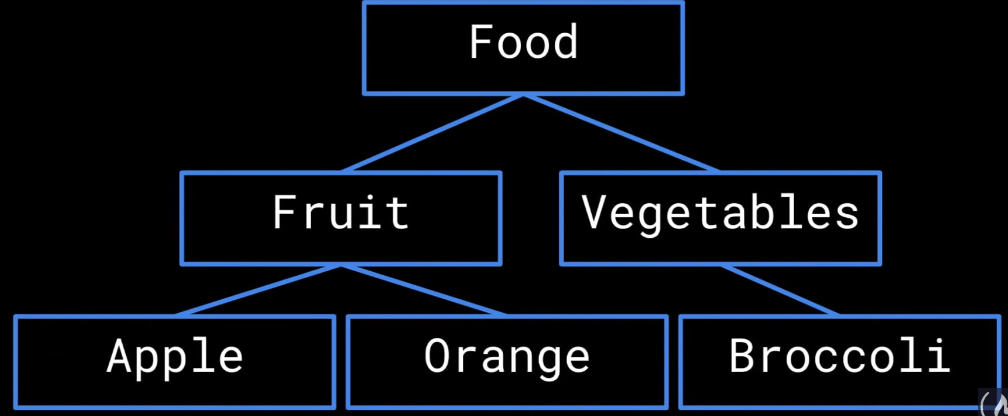 Food
Fruit
Vegetables
Apple
Orange
Broccoli